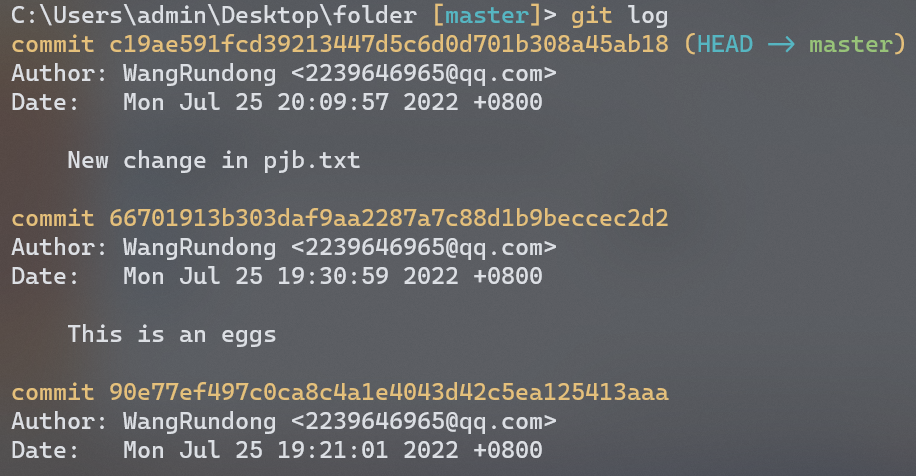 C:\Users\admin\Desktop\folder [master]> git log
commit c19ae591fcd39213447d5c6d0d701b308a45ab18 (HEAD -> master)
Author: WangRundong <2239646965@qq.com>
Date:   Mon Jul 25 20:09:57 2022 +0800
    New change in pjb.txt
commit 66701913b303daf9aa2287a7c88d1b9beccec2d2
Author: WangRundong <2239646965@qq.com>
Date:   Mon Jul 25 19:30:59 2022 +0800
    This is an eggs
commit 90e77ef497c0ca8c4a1e4043d42c5ea125413aaa
Author: WangRundong <2239646965@qq.com>
Date:   Mon Jul 25 19:21:01 2022 +0800